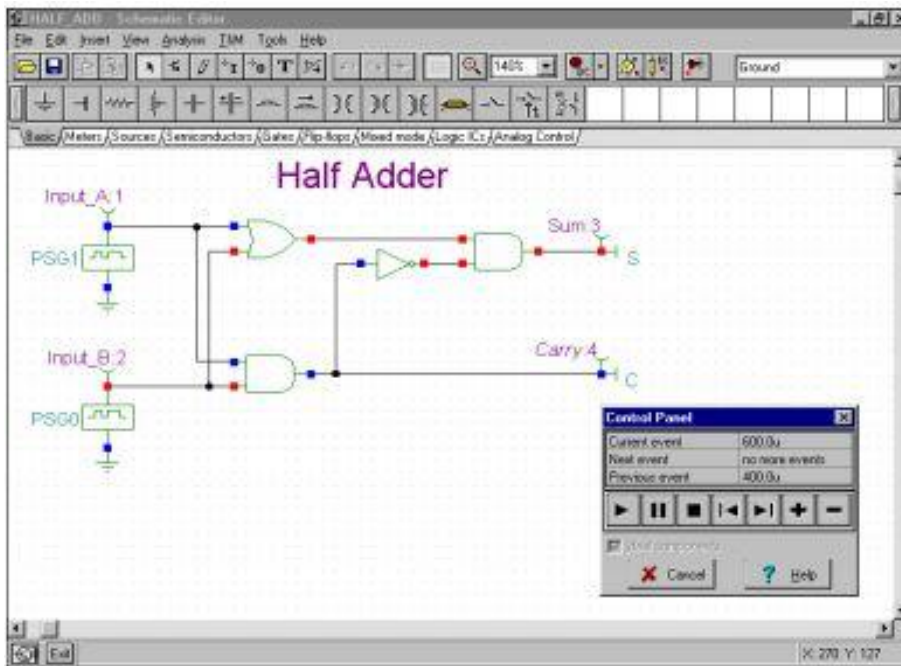 HALF_ADD - Schematic Editor
File Edit Insert View Analysis T&M Tools Help
T
140%
Ground
Basic Meters Sources Semiconductors Gates Flip-flops Mixed mode Logic ICs Analog Control
Half Adder
Input_A:1
PSG1
Sum:3
S
Input_B:2
PSG0
Carry:4
C
Control Panel
Current event 600.0u
Next event no more events
Previous event 400.0u
Cancel
? Help
Exit
X: 270 Y: 127